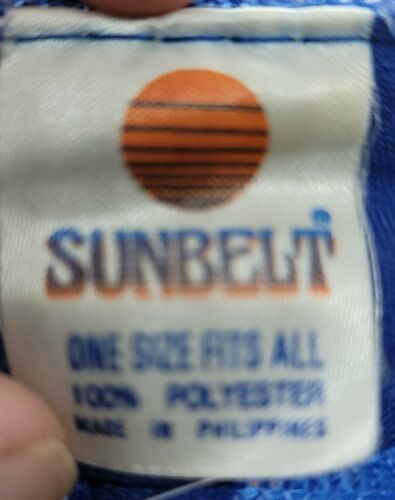 SUNBELT®
ONE SIZE FITS ALL
100% POLYESTER
MADE IN PHILIPPINES